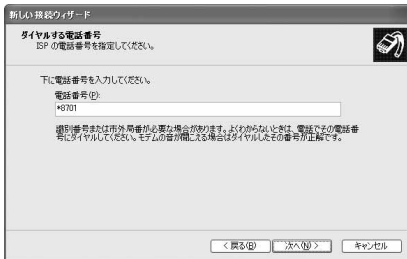 新しい接続ウィザード
ダイヤルする電話番号
ISP の電話番号を指定してください。
下に電話番号を入力してください。
電話番号(P):
*8701
識別番号または市外局番が必要な場合があります。よくわからないときは、電話でその電話番
号にダイヤルしてください。モデムの音が聞こえる場合はダイヤルしたその番号が正解です。
< 戻る(B)
次へ(N) >
キャンセル